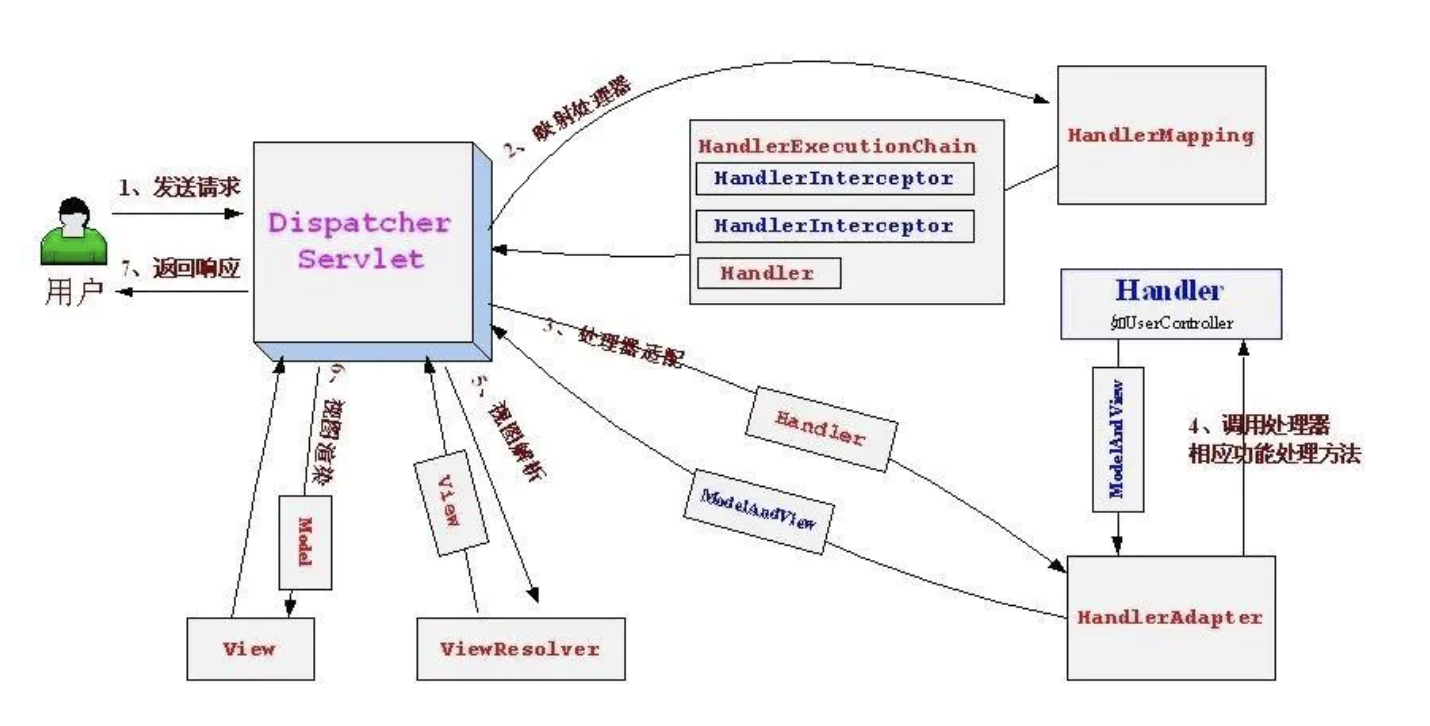 1、发送请求
用户
7、返回响应
Dispatcher
Servlet
2、映射处理器
HandlerMapping
HandlerExecutionChain
HandlerInterceptor
HandlerInterceptor
Handler
3、处理器适配
Handler
ModelAndView
Handler
如UserController
ModelAndView
4、调用处理器
相应功能处理方法
HandlerAdapter
5、视图解析
View
ViewResolver
6、视图渲染
Model
View